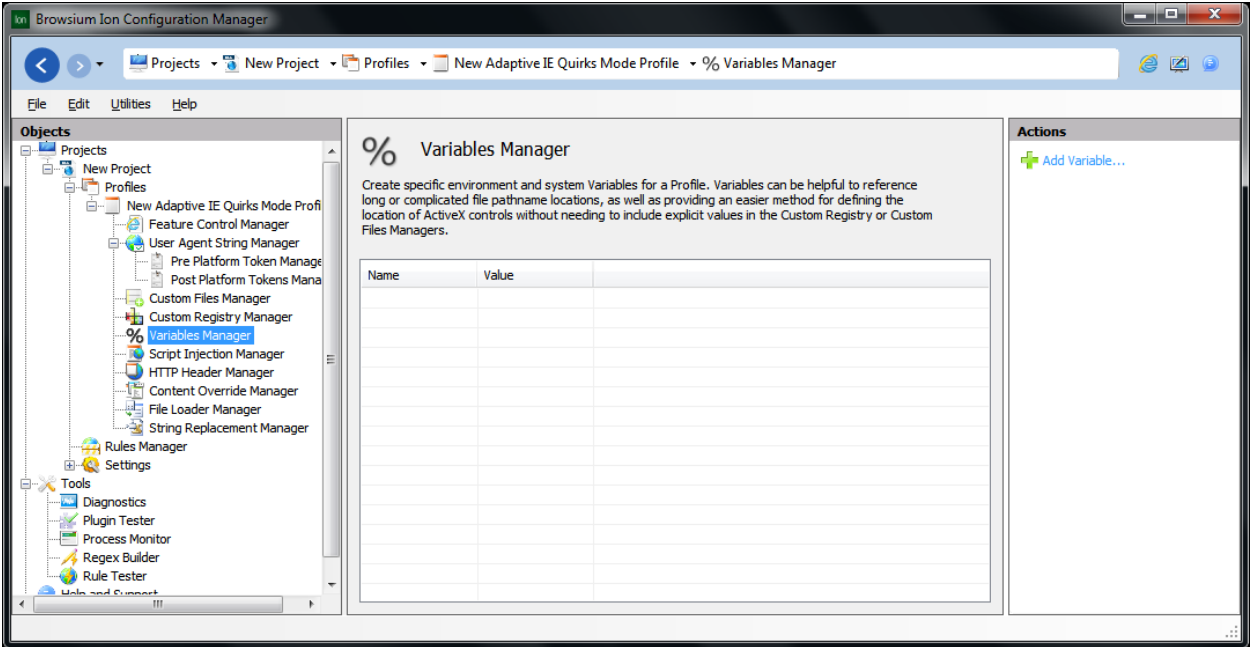 Ion Browsium Ion Configuration Manager
Projects New Project Profiles New Adaptive IE Quirks Mode Profile % Variables Manager
File Edit Utilities Help
Objects
Projects
New Project
Profiles
New Adaptive IE Quirks Mode Profi
Feature Control Manager
User Agent String Manager
Pre Platform Token Manage
Post Platform Tokens Mana
Custom Files Manager
Custom Registry Manager
% Variables Manager
Script Injection Manager
HTTP Header Manager
Content Override Manager
File Loader Manager
String Replacement Manager
Rules Manager
Settings
Tools
Diagnostics
Plugin Tester
Process Monitor
Regex Builder
Rule Tester
Help and Support
% Variables Manager
Create specific environment and system Variables for a Profile. Variables can be helpful to reference
long or complicated file pathname locations, as well as providing an easier method for defining the
location of ActiveX controls without needing to include explicit values in the Custom Registry or Custom
Files Managers.
Name Value
Actions
Add Variable...